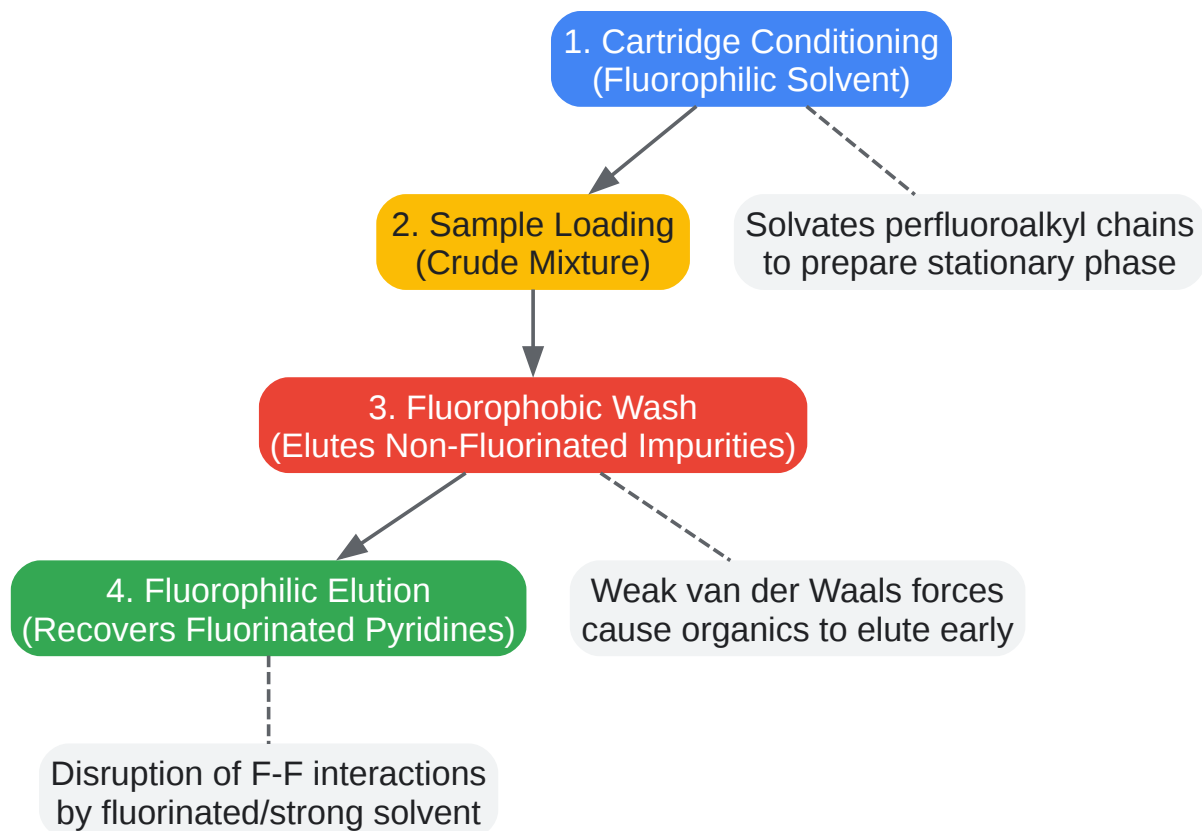 1. Cartridge Conditioning
(Fluorophilic Solvent)
2. Sample Loading
(Crude Mixture)
Solvates perfluoroalkyl chains
to prepare stationary phase
3. Fluorophobic Wash
(Elutes Non-Fluorinated Impurities)
4. Fluorophilic Elution
(Recovers Fluorinated Pyridines)
Weak van der Waals forces
cause organics to elute early
Disruption of F-F interactions
by fluorinated/strong solvent